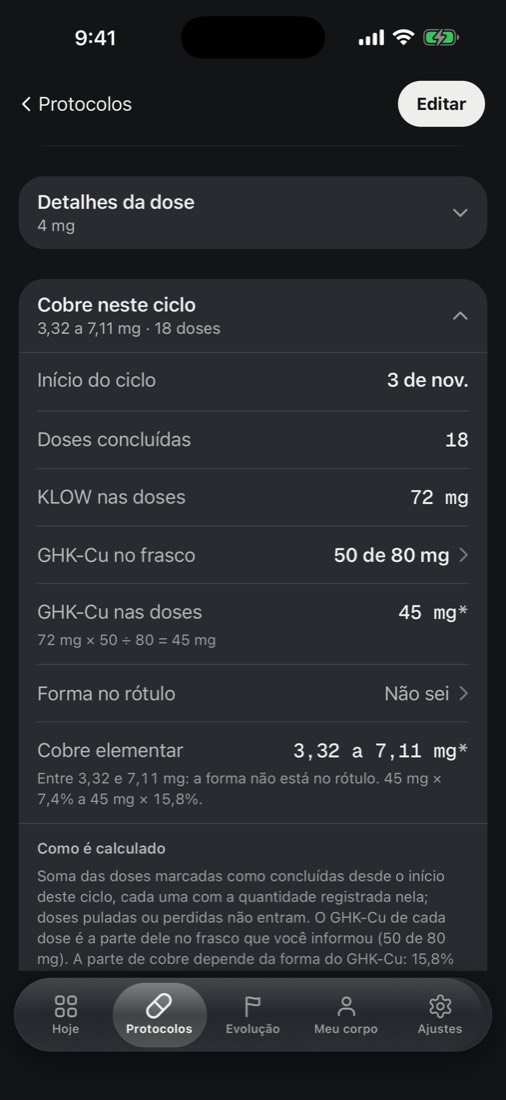 9:41
Protocolos
Editar
Detalhes da dose
4 mg
Cobre neste ciclo
3,32 a 7,11 mg · 18 doses
Início do ciclo
3 de nov.
Doses concluídas
18
KLOW nas doses
72 mg
GHK-Cu no frasco
50 de 80 mg
GHK-Cu nas doses
45 mg*
72 mg × 50 ÷ 80 = 45 mg
Forma no rótulo
Não sei
Cobre elementar
3,32 a 7,11 mg*
Entre 3,32 e 7,11 mg: a forma não está no rótulo. 45 mg ×
7,4% a 45 mg × 15,8%.
Como é calculado
Soma das doses marcadas como concluídas desde o início
deste ciclo, cada uma com a quantidade registrada nela;
doses puladas ou perdidas não entram. O GHK-Cu de cada
dose é a parte dele no frasco que você informou (50 de 80
mg). A parte de cobre depende da forma do GHK-Cu: 15,8%
Hoje
Protocolos
Evolução
Meu corpo
Ajustes